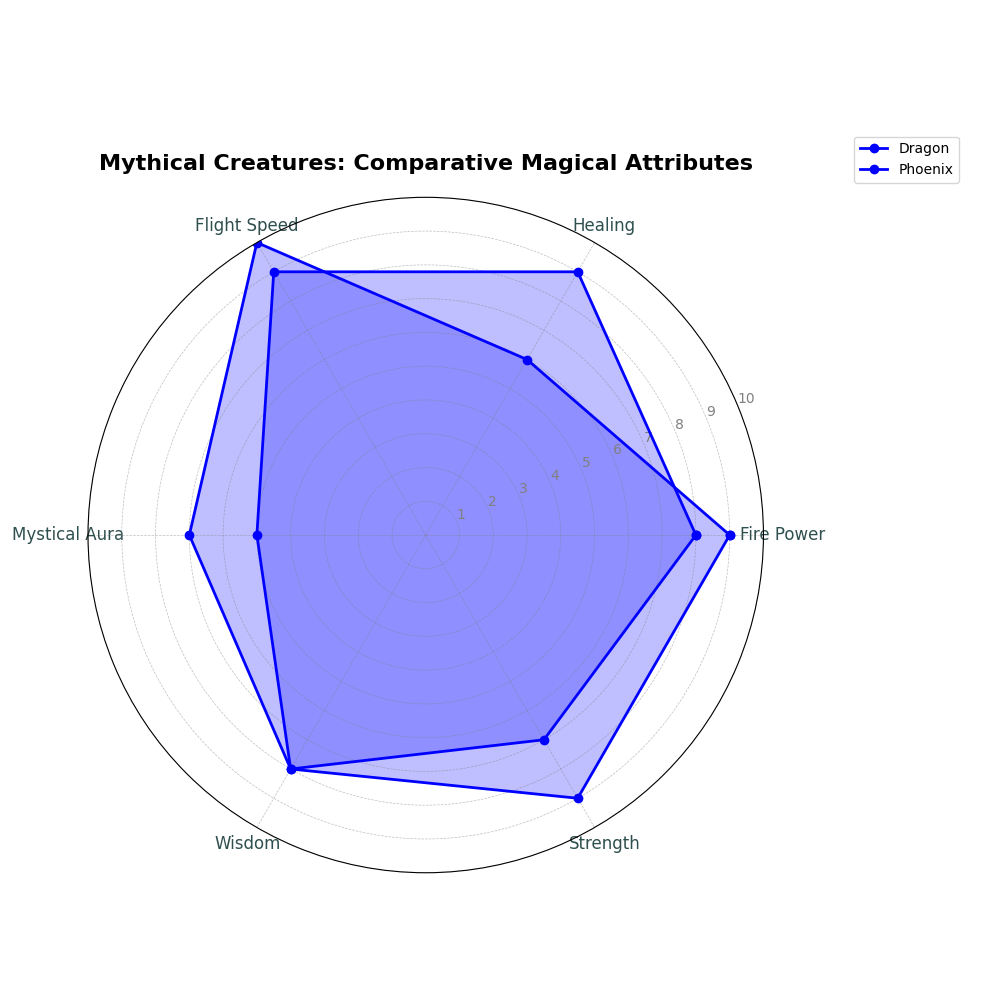 Dragon
Phoenix
Mythical Creatures: Comparative Magical Attributes
Flight Speed
Healing
10
9
8
7
6
5
4
3
2
1
Mystical Aura
Fire Power
Wisdom
Strength